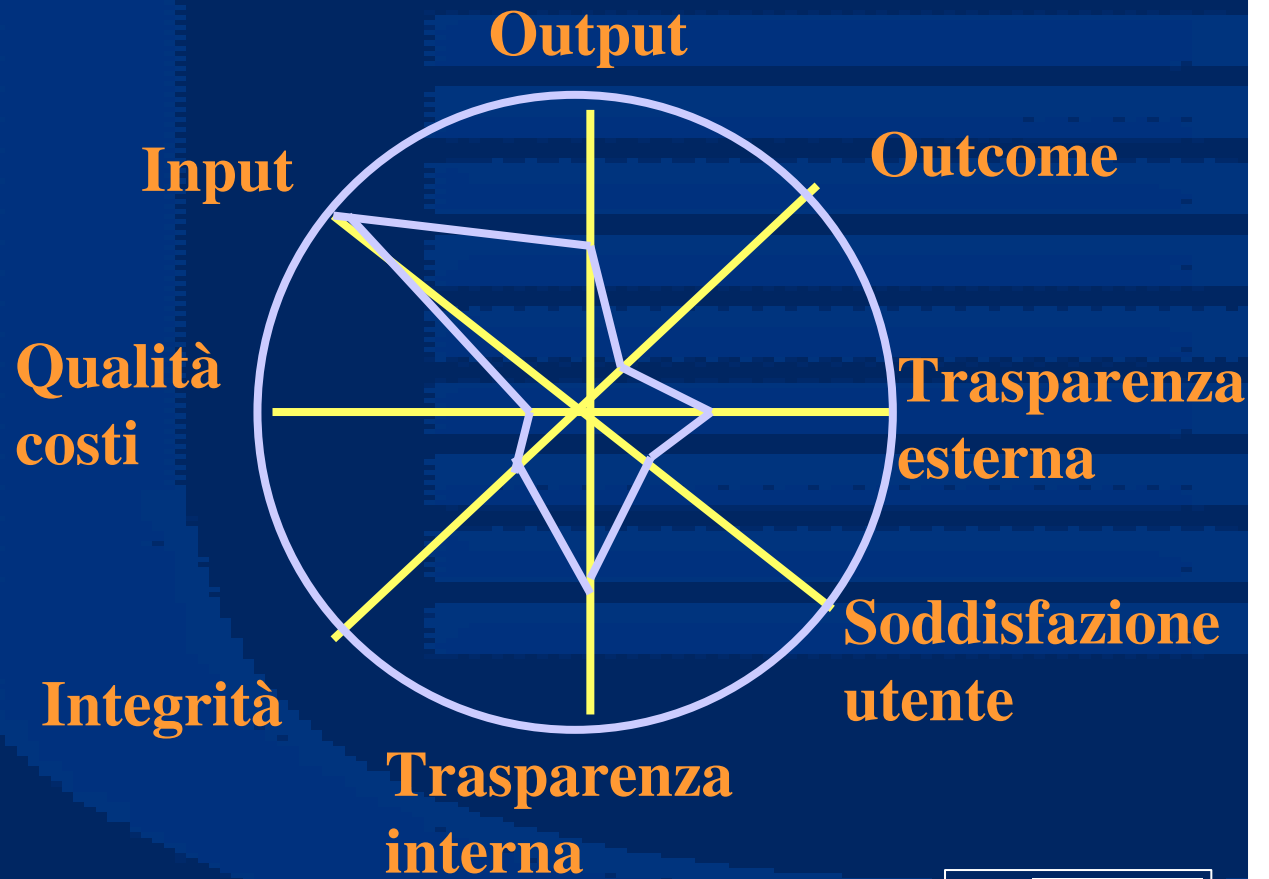 Output
Outcome
Input
Qualità
costi
Trasparenza
esterna
Soddisfazione
utente
Integrità
Trasparenza
interna